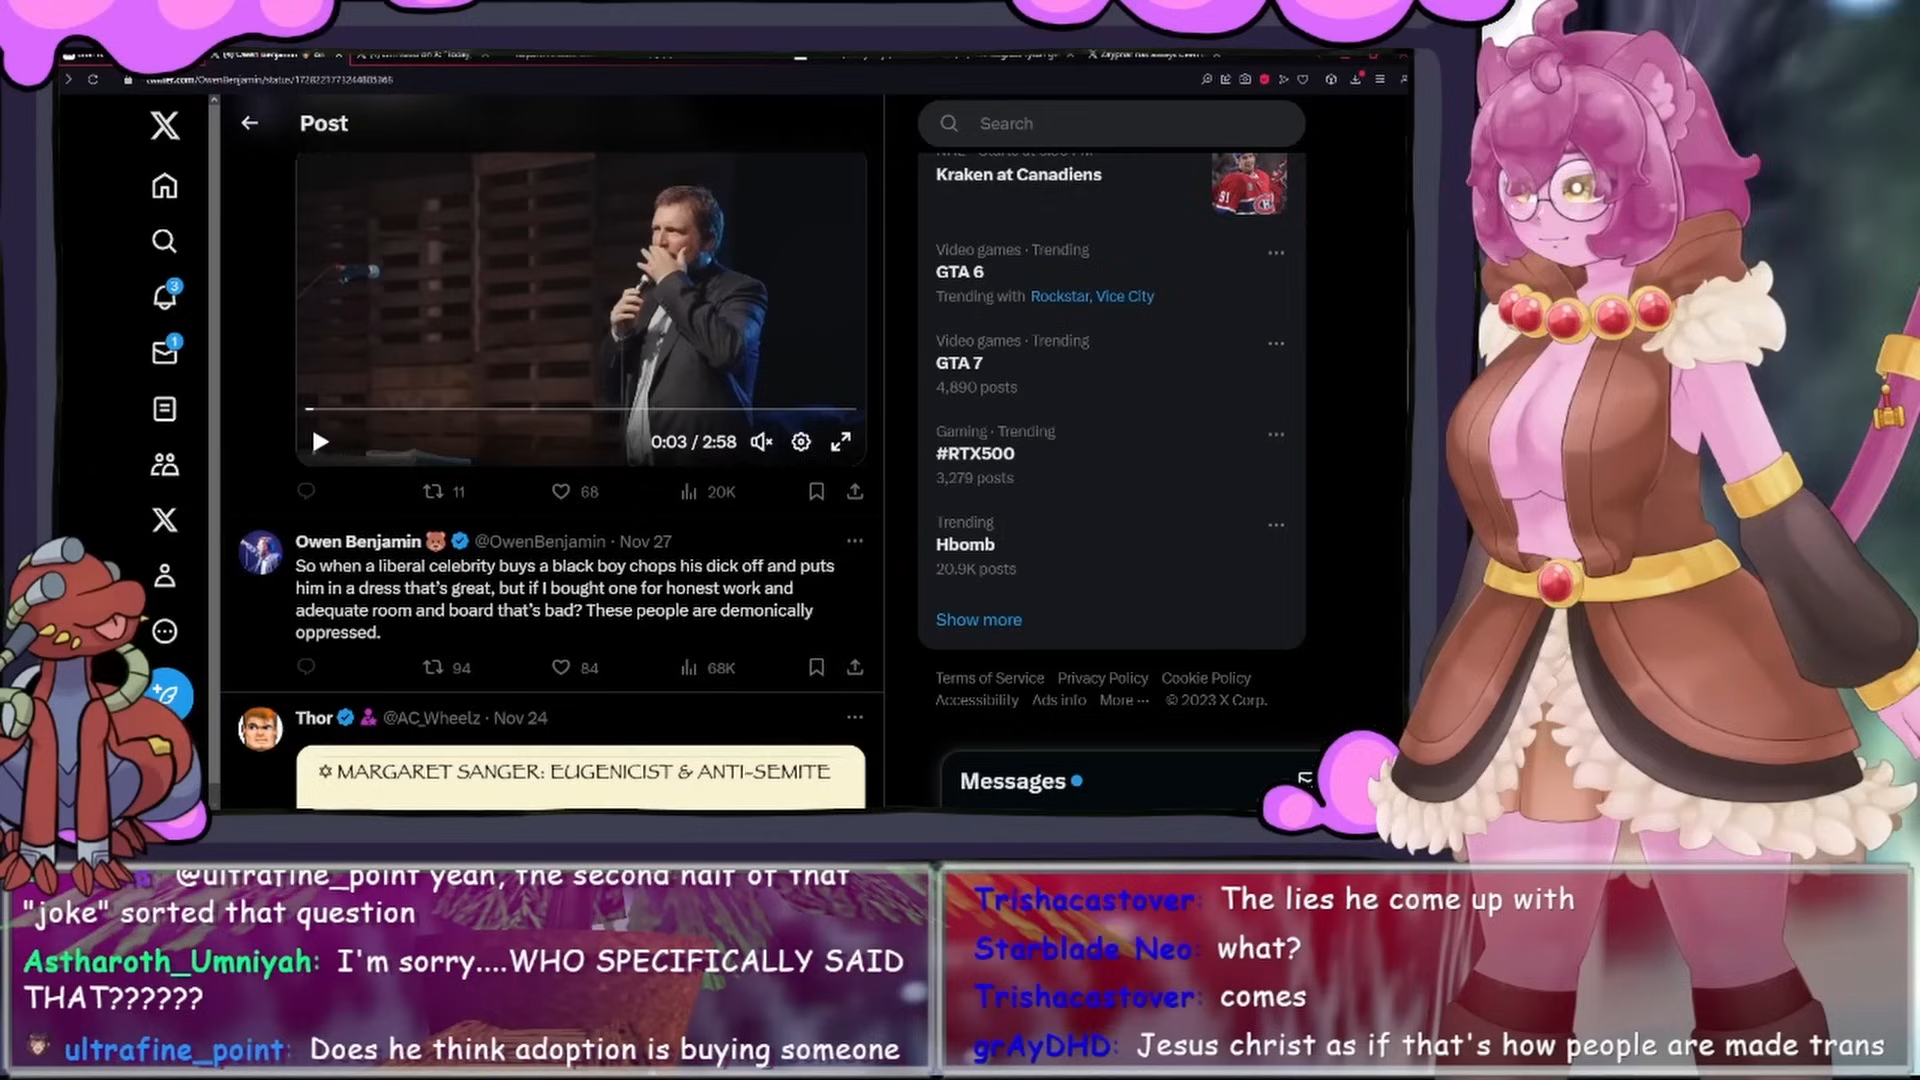 twitter.com/OwenBenjamin/status/1728221773244805366
Post
Search
Kraken at Canadiens
91
Video games · Trending
GTA 6
Trending with Rockstar, Vice City
Video games · Trending
GTA 7
4,890 posts
Gaming · Trending
#RTX500
3,279 posts
Trending
Hbomb
20.9K posts
Show more
Terms of Service Privacy Policy Cookie Policy
Accessibility Ads info More ··· © 2023 X Corp.
Messages
3
1
0:03 / 2:58
11 68 20K
Owen Benjamin @OwenBenjamin · Nov 27
So when a liberal celebrity buys a black boy chops his dick off and puts
him in a dress that's great, but if I bought one for honest work and
adequate room and board that's bad? These people are demonically
oppressed.
94 84 68K
Thor @AC_Wheelz · Nov 24
✡ MARGARET SANGER: EUGENICIST & ANTI-SEMITE
@ultrafine_point yeah, the second half of that
"joke" sorted that question
Astharoth_Umniyah: I'm sorry....WHO SPECIFICALLY SAID
THAT??????
ultrafine_point: Does he think adoption is buying someone
Trishacastover: The lies he come up with
Starblade Neo: what?
Trishacastover: comes
grAyDHD: Jesus christ as if that's how people are made trans